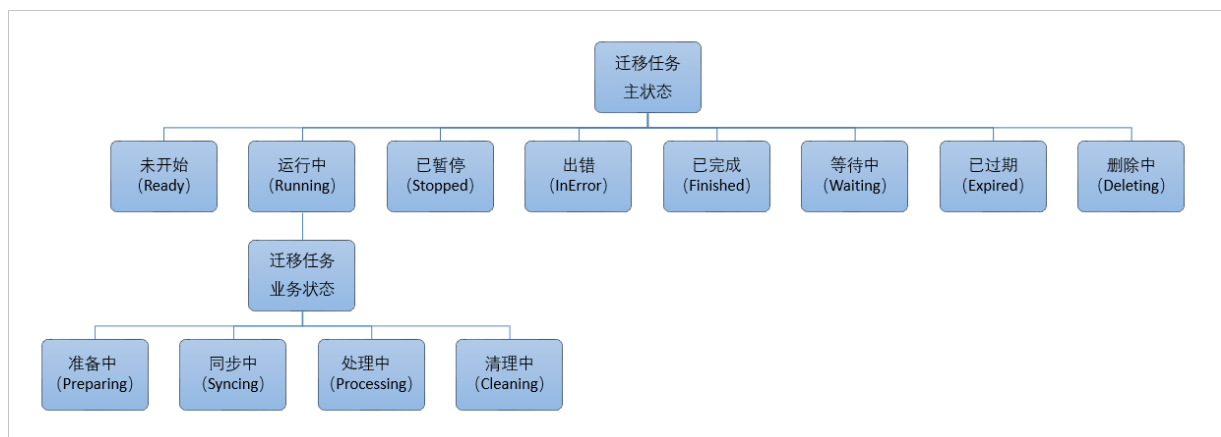 迁移任务
主状态
未开始
（Ready）
运行中
（Running）
已暂停
（Stopped）
出错
（InError）
已完成
（Finished）
等待中
（Waiting）
已过期
（Expired）
删除中
（Deleting）
迁移任务
业务状态
准备中
（Preparing）
同步中
（Syncing）
处理中
（Processing）
清理中
（Cleaning）